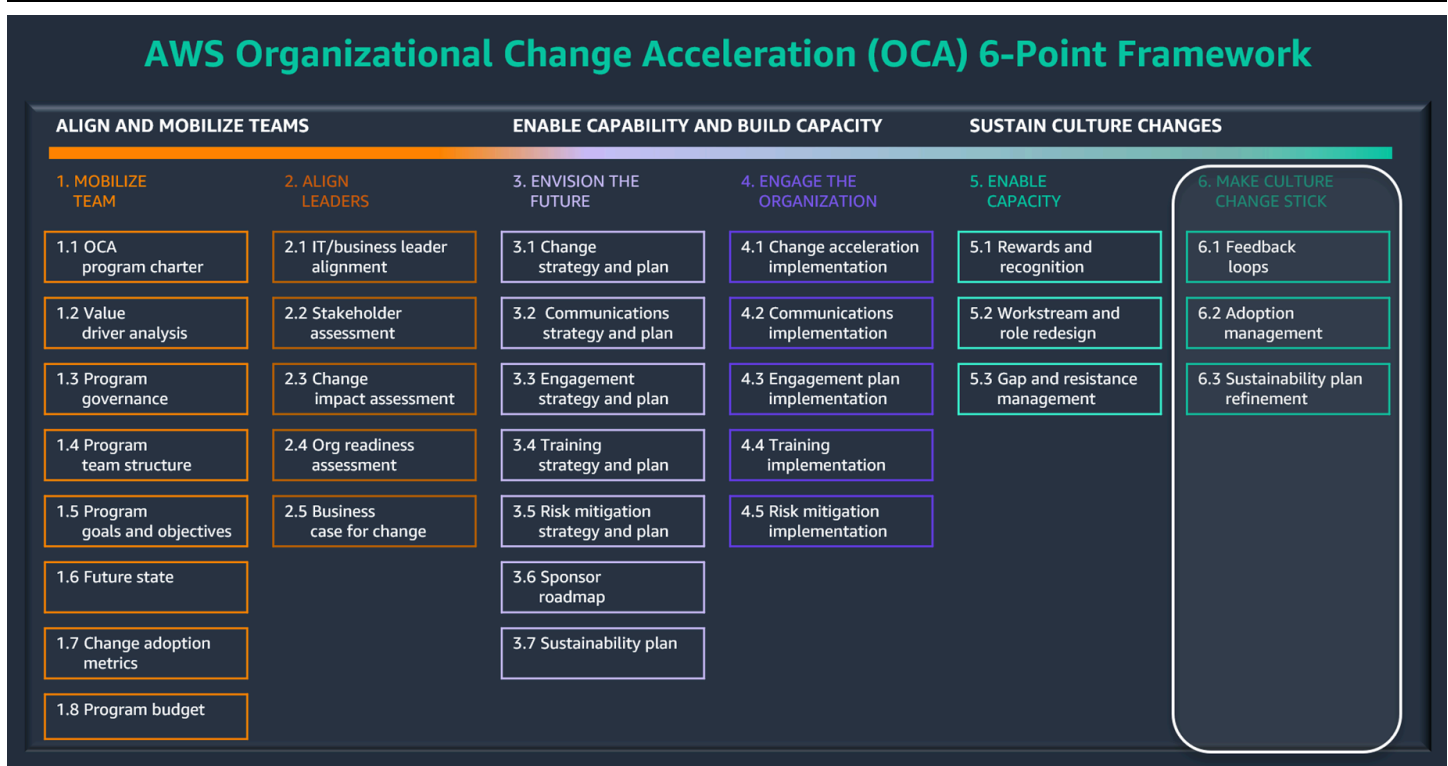 AWS Organizational Change Acceleration (OCA) 6-Point Framework
ALIGN AND MOBILIZE TEAMS
ENABLE CAPABILITY AND BUILD CAPACITY
SUSTAIN CULTURE CHANGES
1. MOBILIZE
TEAM
1.1 OCA
program charter
1.2 Value
driver analysis
1.3 Program
governance
1.4 Program
team structure
1.5 Program
goals and objectives
1.6 Future state
1.7 Change adoption
metrics
1.8 Program budget
2. ALIGN
LEADERS
2.1 IT/business leader
alignment
2.2 Stakeholder
assessment
2.3 Change
impact assessment
2.4 Org readiness
assessment
2.5 Business
case for change
3. ENVISION THE
FUTURE
3.1 Change
strategy and plan
3.2 Communications
strategy and plan
3.3 Engagement
strategy and plan
3.4 Training
strategy and plan
3.5 Risk mitigation
strategy and plan
3.6 Sponsor
roadmap
3.7 Sustainability plan
4. ENGAGE THE
ORGANIZATION
4.1 Change acceleration
implementation
4.2 Communications
implementation
4.3 Engagement plan
implementation
4.4 Training
implementation
4.5 Risk mitigation
implementation
5. ENABLE
CAPACITY
5.1 Rewards and
recognition
5.2 Workstream and
role redesign
5.3 Gap and resistance
management
6. MAKE CULTURE
CHANGE STICK
6.1 Feedback
loops
6.2 Adoption
management
6.3 Sustainability plan
refinement